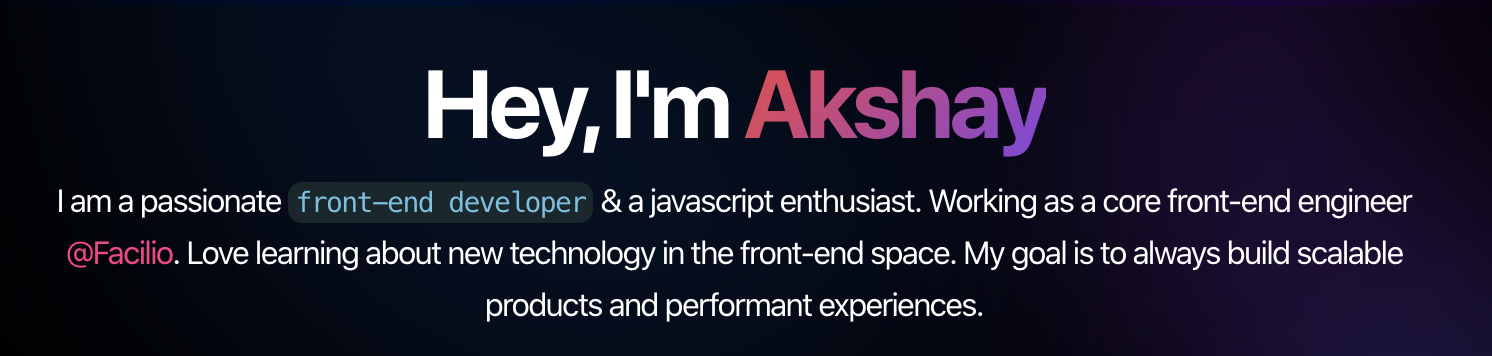 Hey, I'm Akshay
I am a passionate front-end developer & a javascript enthusiast. Working as a core front-end engineer
@Facilio. Love learning about new technology in the front-end space. My goal is to always build scalable
products and performant experiences.